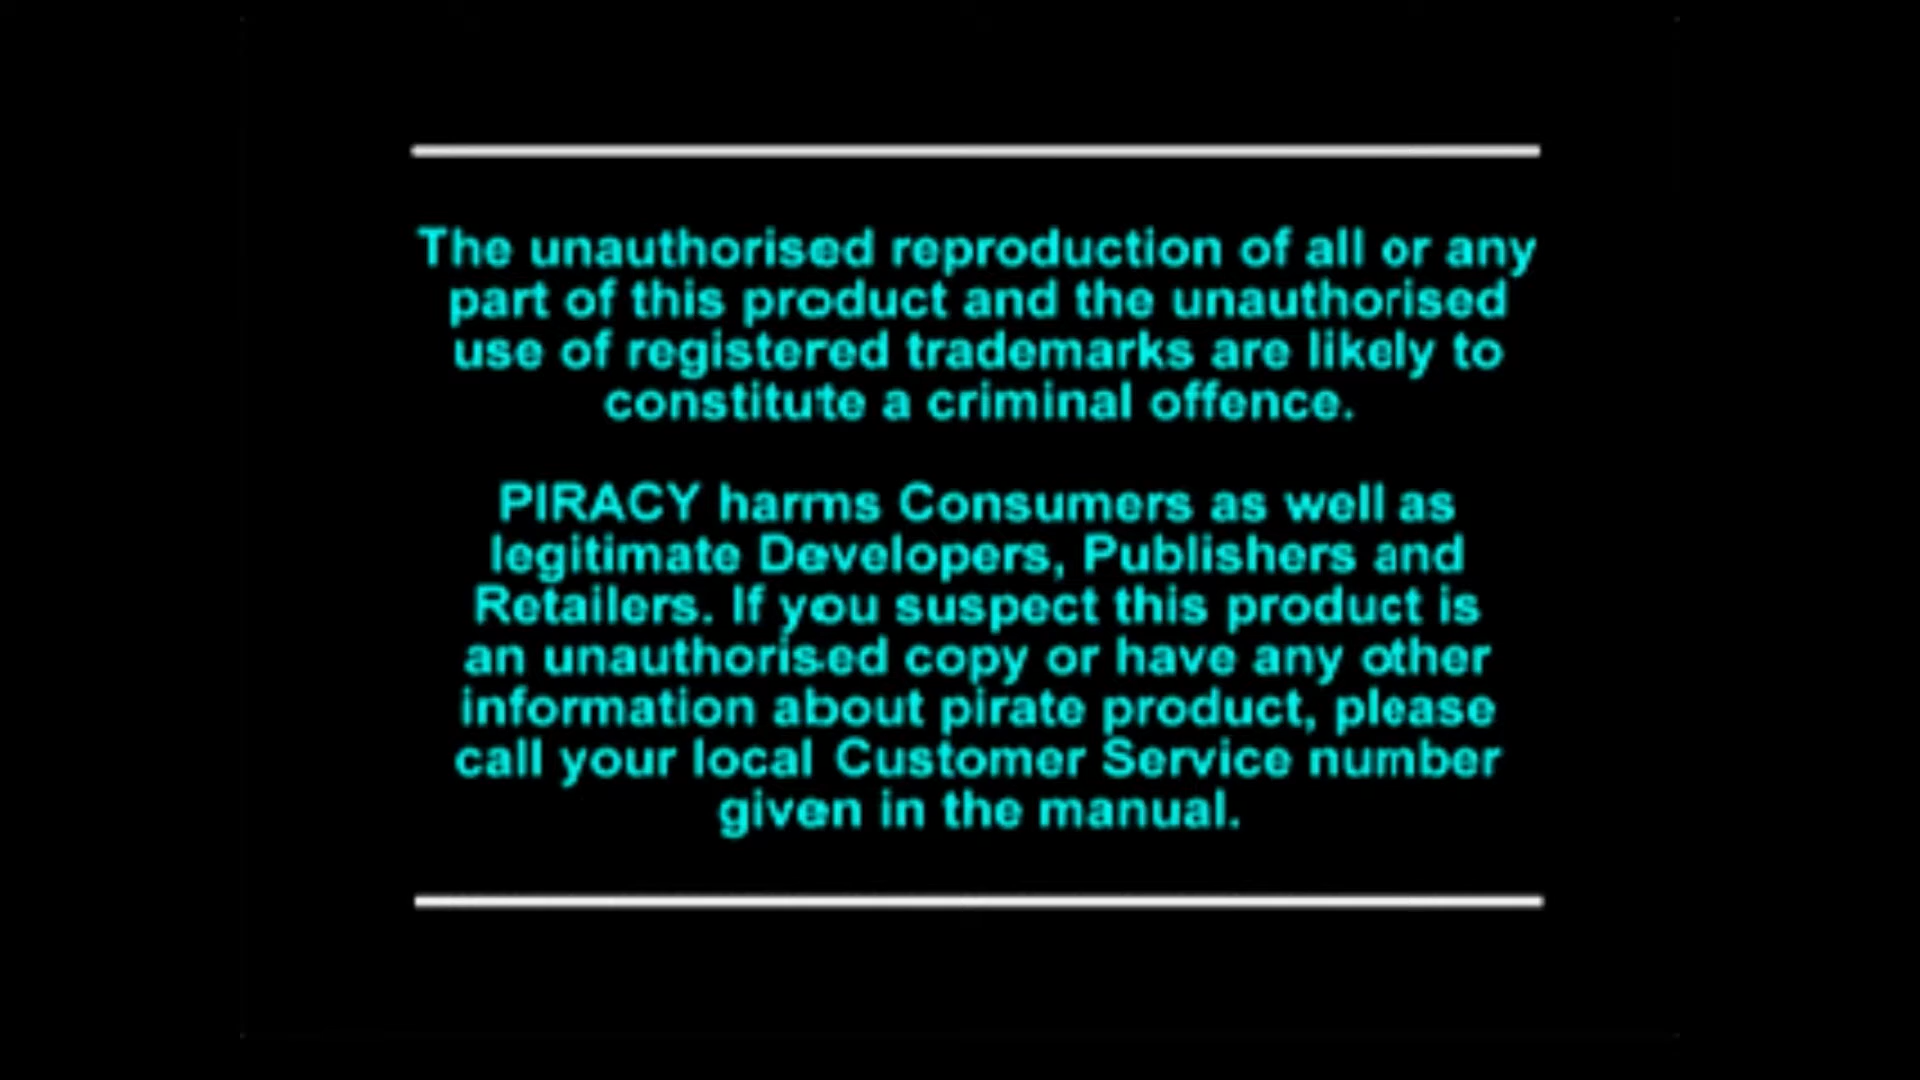 The unauthorised reproduction of all or any
part of this product and the unauthorised
use of registered trademarks are likely to
constitute a criminal offence.
PIRACY harms Consumers as well as
legitimate Developers, Publishers and
Retailers. If you suspect this product is
an unauthorised copy or have any other
information about pirate product, please
call your local Customer Service number
given in the manual.